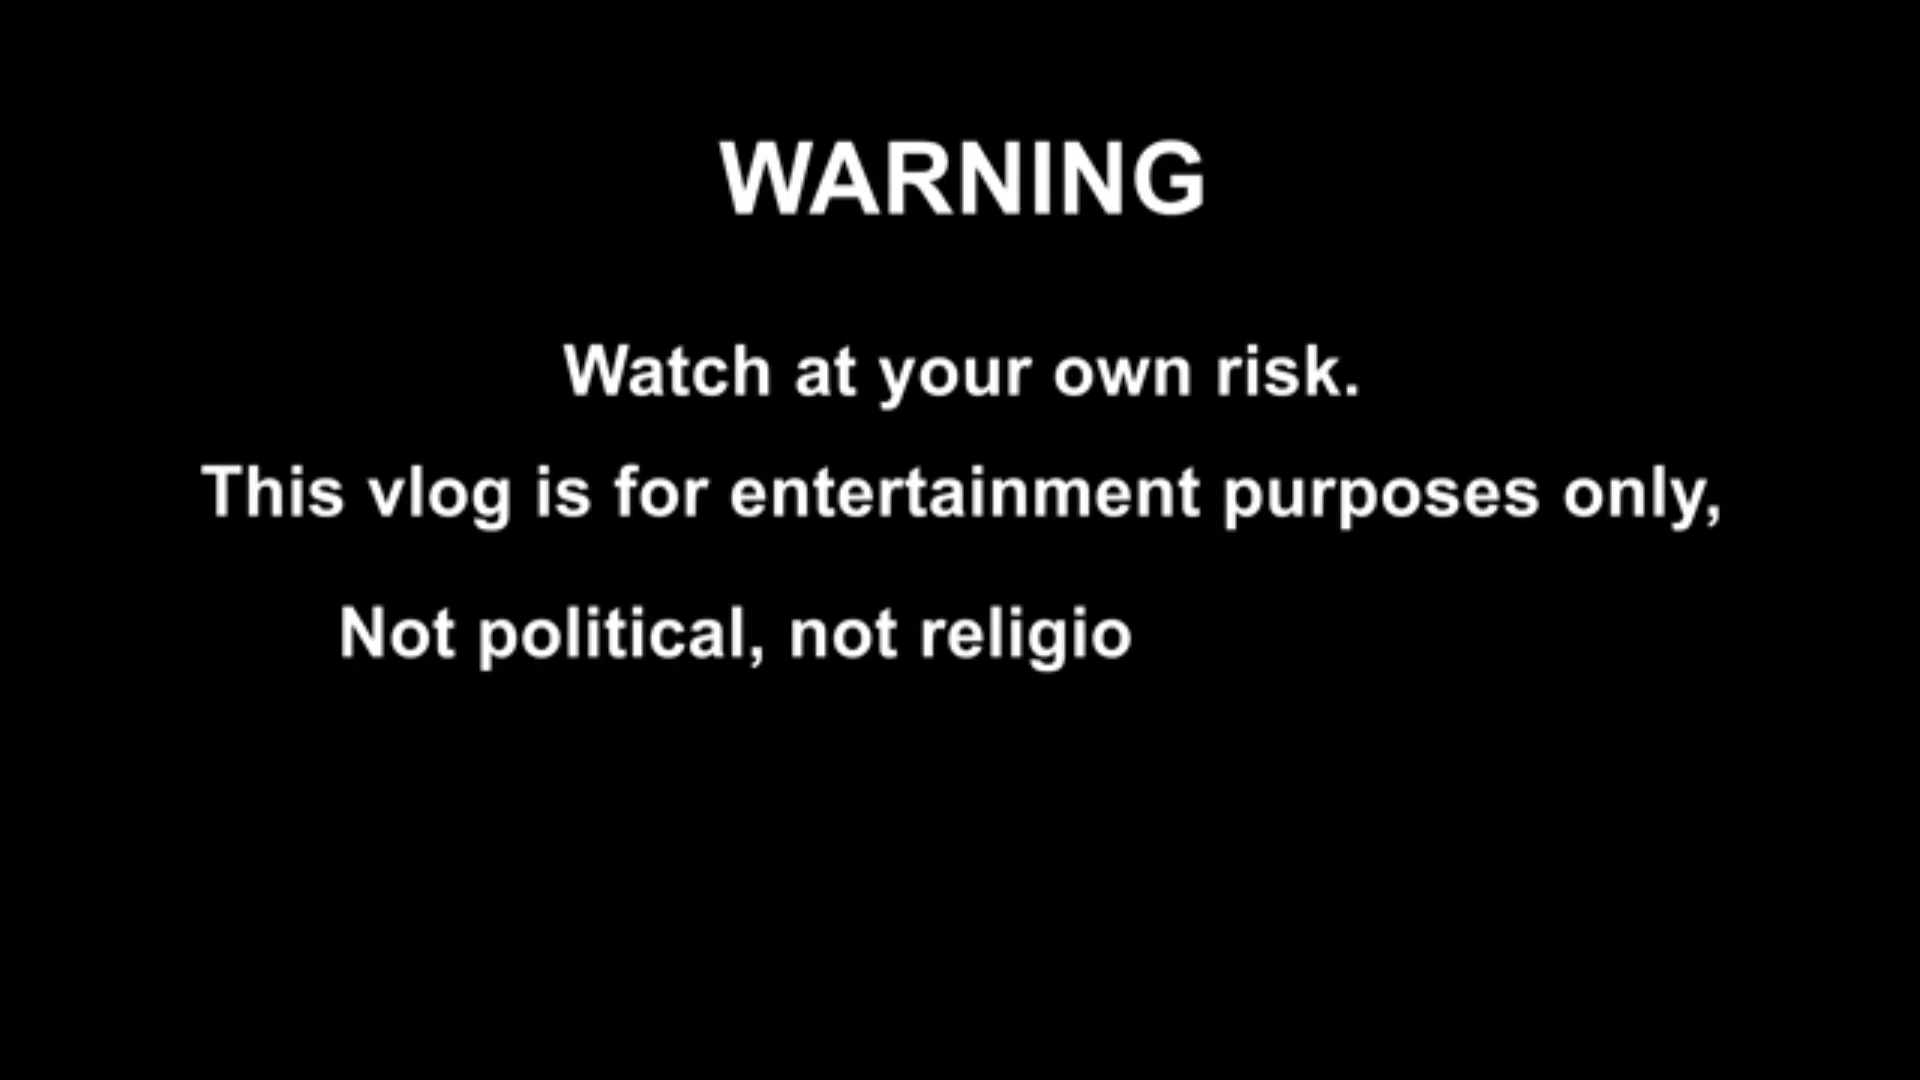 WARNING
Watch at your own risk.
This vlog is for entertainment purposes only,
Not political, not religio